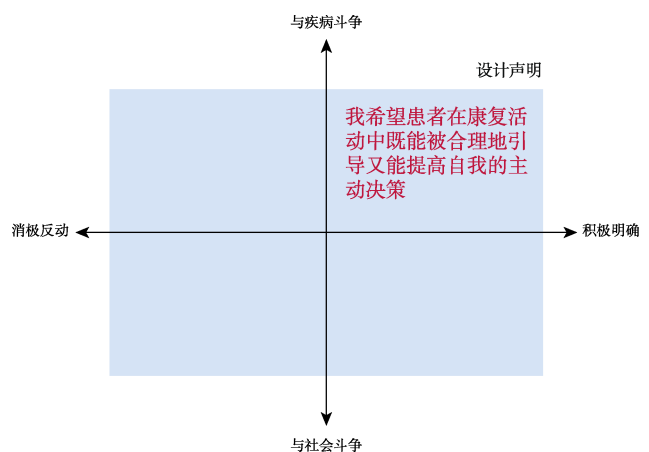 与疾病斗争
设计声明
我希望患者在康复活
动中既能被合理地引
导又能提高自我的主
动决策
消极反动
积极明确
与社会斗争